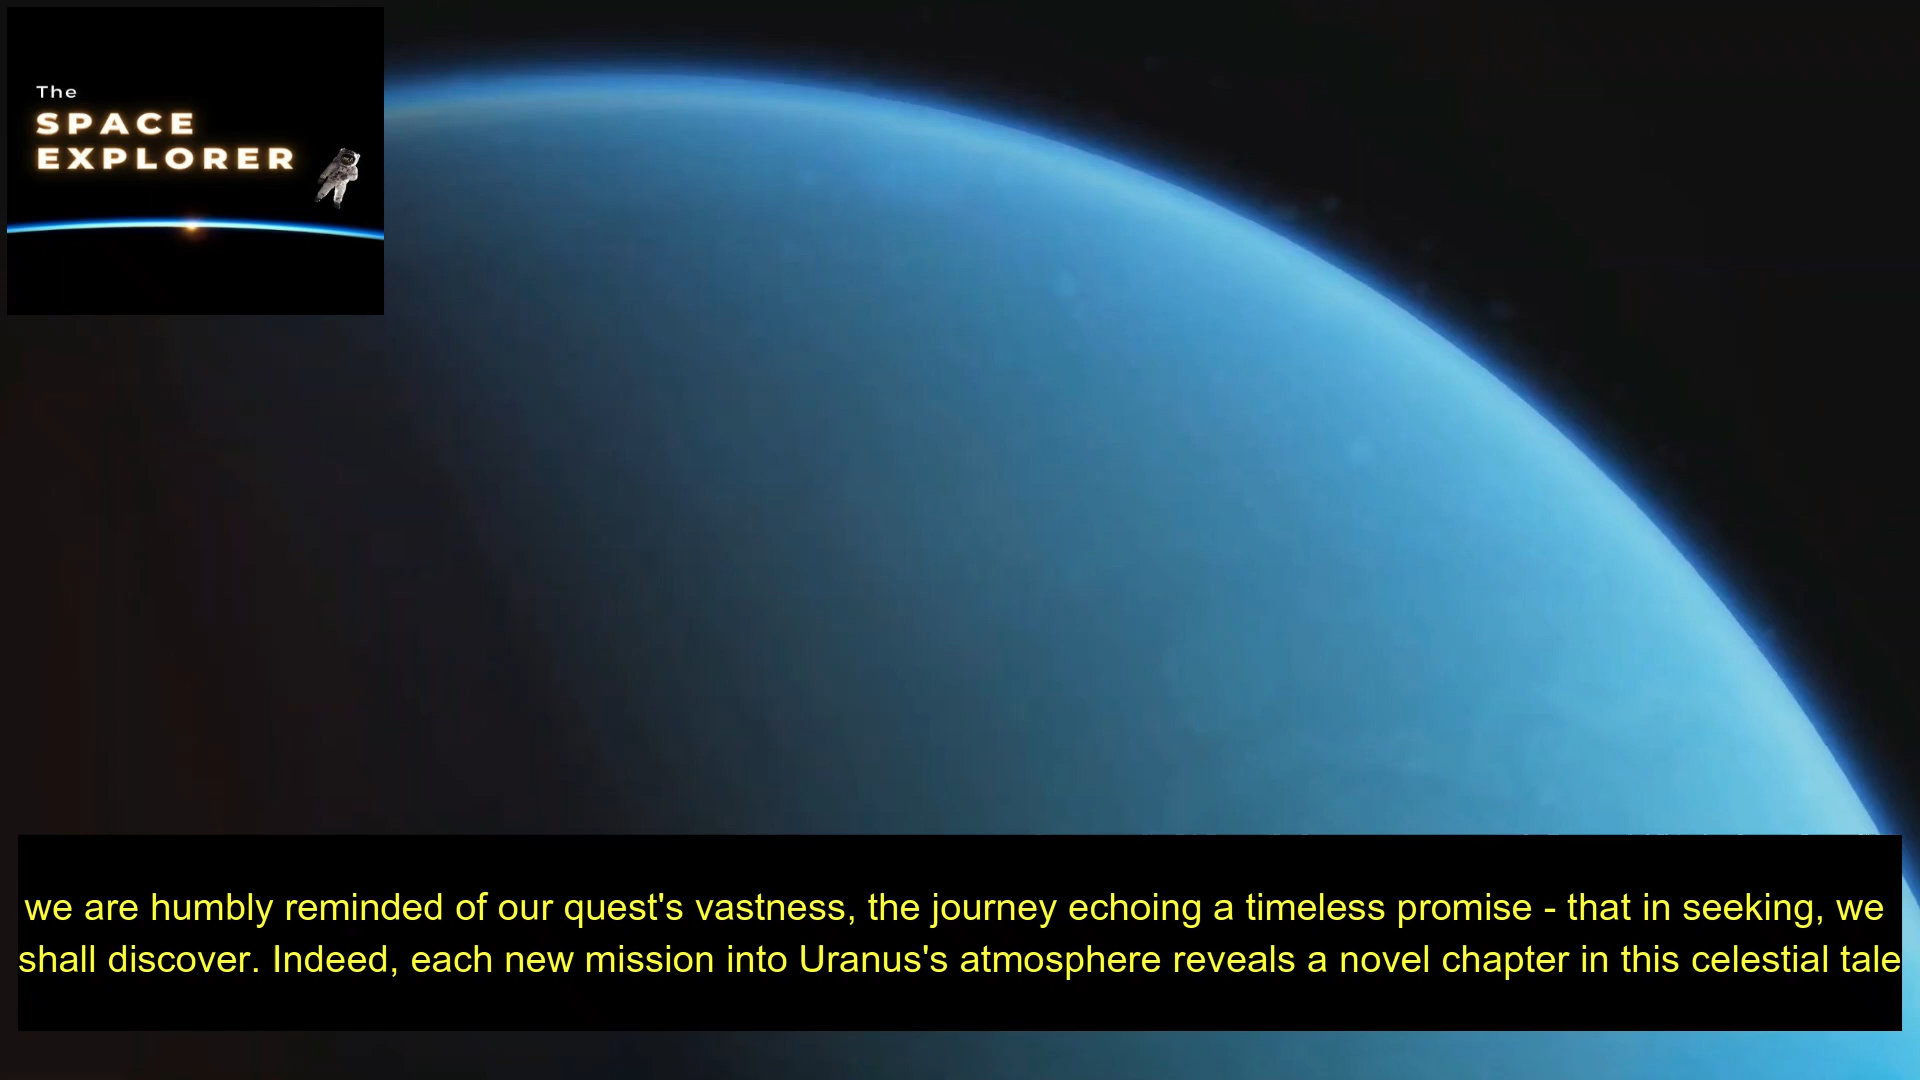 The
SPACE
EXPLORER
we are humbly reminded of our quest's vastness, the journey echoing a timeless promise - that in seeking, we
shall discover. Indeed, each new mission into Uranus's atmosphere reveals a novel chapter in this celestial tale